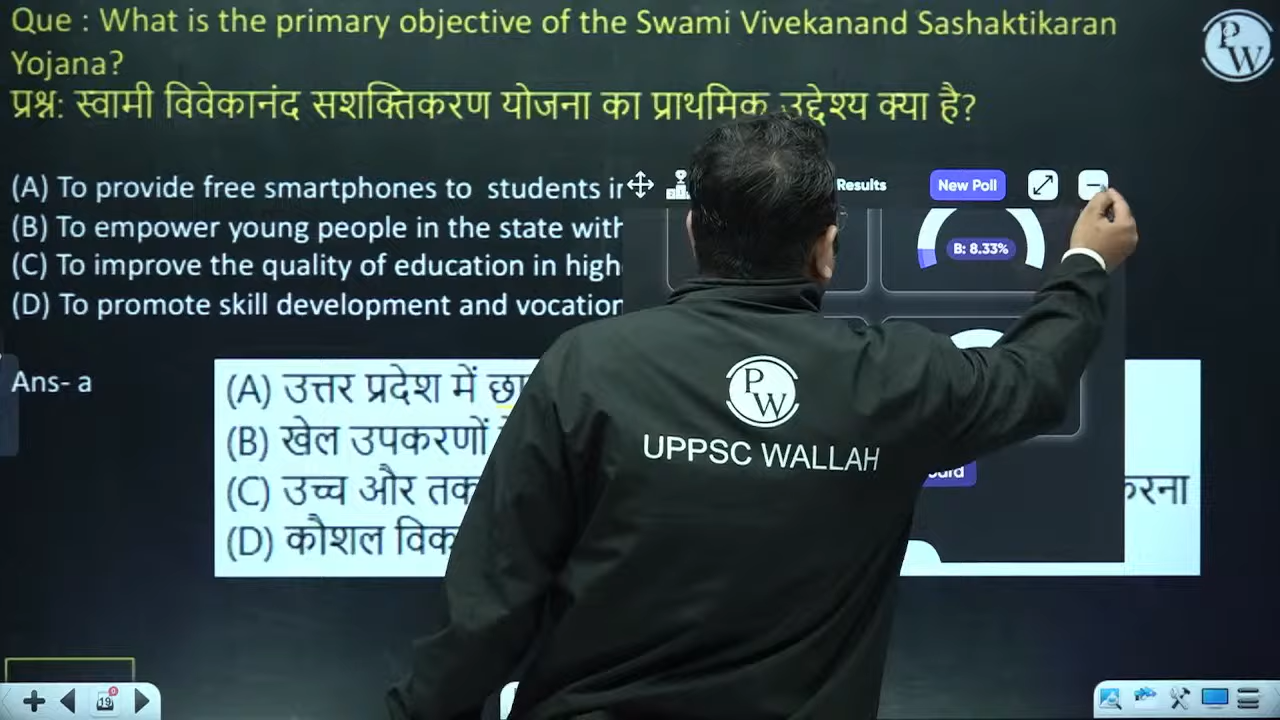 Que : What is the primary objective of the Swami Vivekanand Sashaktikaran
Yojana?
प्रश्न: स्वामी विवेकानंद सशक्तिकरण योजना का प्राथमिक उद्देश्य क्या है?
PW
(A) To provide free smartphones to students in
(B) To empower young people in the state with
(C) To improve the quality of education in high
(D) To promote skill development and vocation
Results
New Poll
B: 8.33%
Ans- a
(A) उत्तर प्रदेश में
(B) खेल उपकरणों
(C) उच्च और तक
(D) कौशल विक
करना
PW
UPPSC WALLAH
19